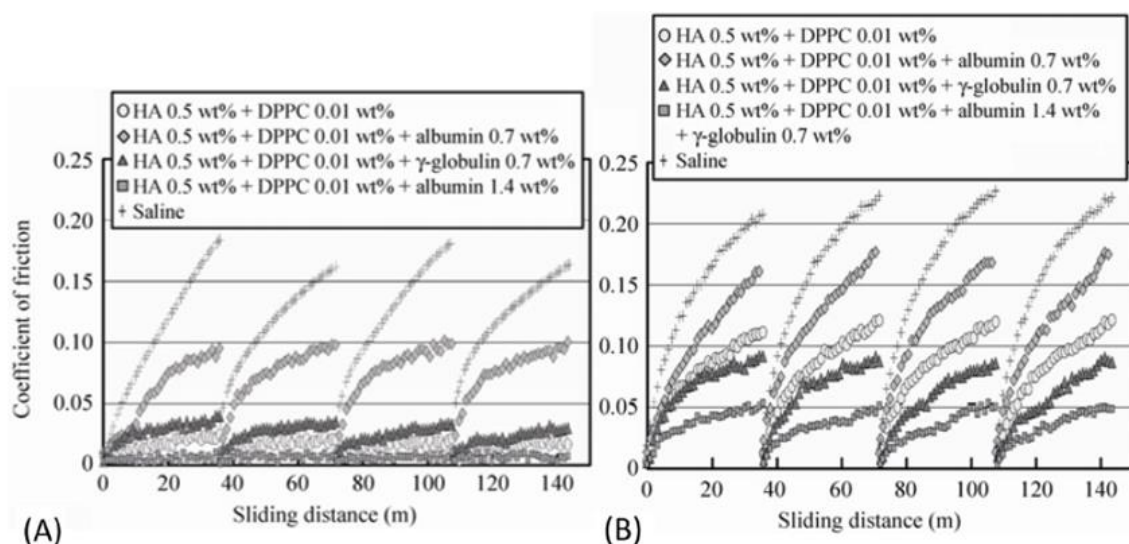 HA 0.5 wt% + DPPC 0.01 wt%
HA 0.5 wt% + DPPC 0.01 wt% + albumin 0.7 wt%
HA 0.5 wt% + DPPC 0.01 wt% + γ-globulin 0.7 wt%
HA 0.5 wt% + DPPC 0.01 wt% + albumin 1.4 wt%
Saline
0.25
0.20
0.15
0.10
0.05
0
Coefficient of friction
0 20 40 60 80 100 120 140
Sliding distance (m)
(A)
HA 0.5 wt% + DPPC 0.01 wt%
HA 0.5 wt% + DPPC 0.01 wt% + albumin 0.7 wt%
HA 0.5 wt% + DPPC 0.01 wt% + γ-globulin 0.7 wt%
HA 0.5 wt% + DPPC 0.01 wt% + albumin 1.4 wt%
+ γ-globulin 0.7 wt%
Saline
0.25
0.20
0.15
0.10
0.05
0
0 20 40 60 80 100 120 140
Sliding distance (m)
(B)